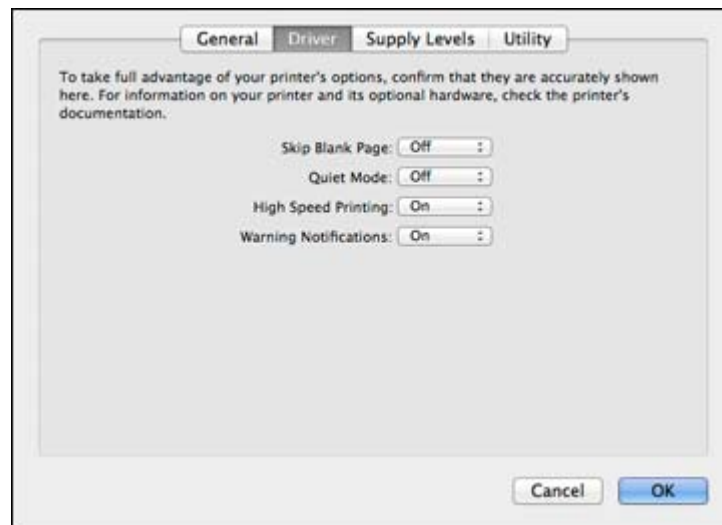 General Driver Supply Levels Utility
To take full advantage of your printer's options, confirm that they are accurately shown
here. For information on your printer and its optional hardware, check the printer's
documentation.
Skip Blank Page: Off
Quiet Mode: Off
High Speed Printing: On
Warning Notifications: On
Cancel OK